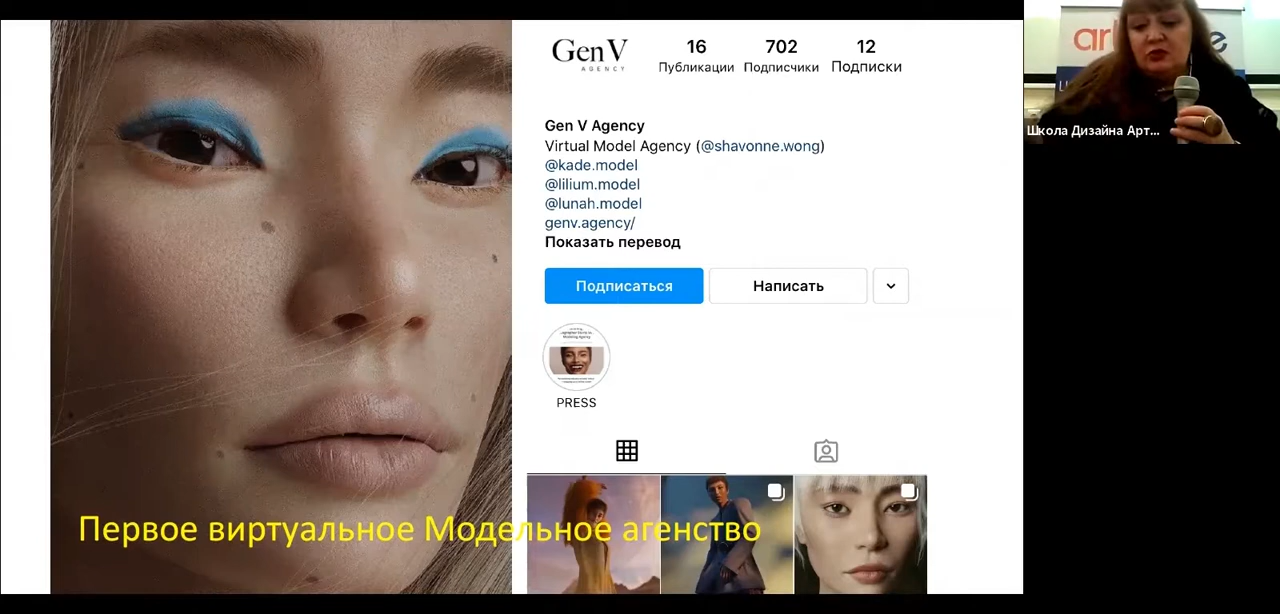 Gen V
AGENCY
16
Публикации
702
Подписчики
12
Подписки
Gen V Agency
Virtual Model Agency (@shavonne.wong)
@kade.model
@lilium.model
@lunah.model
genv.agency/
Показать перевод
Подписаться
Написать
PRESS
Первое виртуальное Модельное агенство
Школа Дизайна Арт...